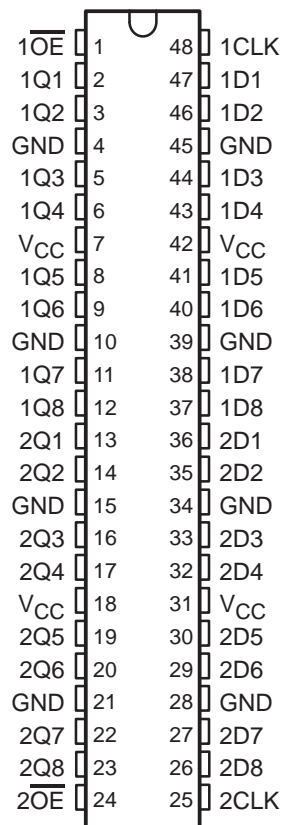 1O̅E̅ 1 48 1CLK
1Q1 2 47 1D1
1Q2 3 46 1D2
GND 4 45 GND
1Q3 5 44 1D3
1Q4 6 43 1D4
VCC 7 42 VCC
1Q5 8 41 1D5
1Q6 9 40 1D6
GND 10 39 GND
1Q7 11 38 1D7
1Q8 12 37 1D8
2Q1 13 36 2D1
2Q2 14 35 2D2
GND 15 34 GND
2Q3 16 33 2D3
2Q4 17 32 2D4
VCC 18 31 VCC
2Q5 19 30 2D5
2Q6 20 29 2D6
GND 21 28 GND
2Q7 22 27 2D7
2Q8 23 26 2D8
2O̅E̅ 24 25 2CLK